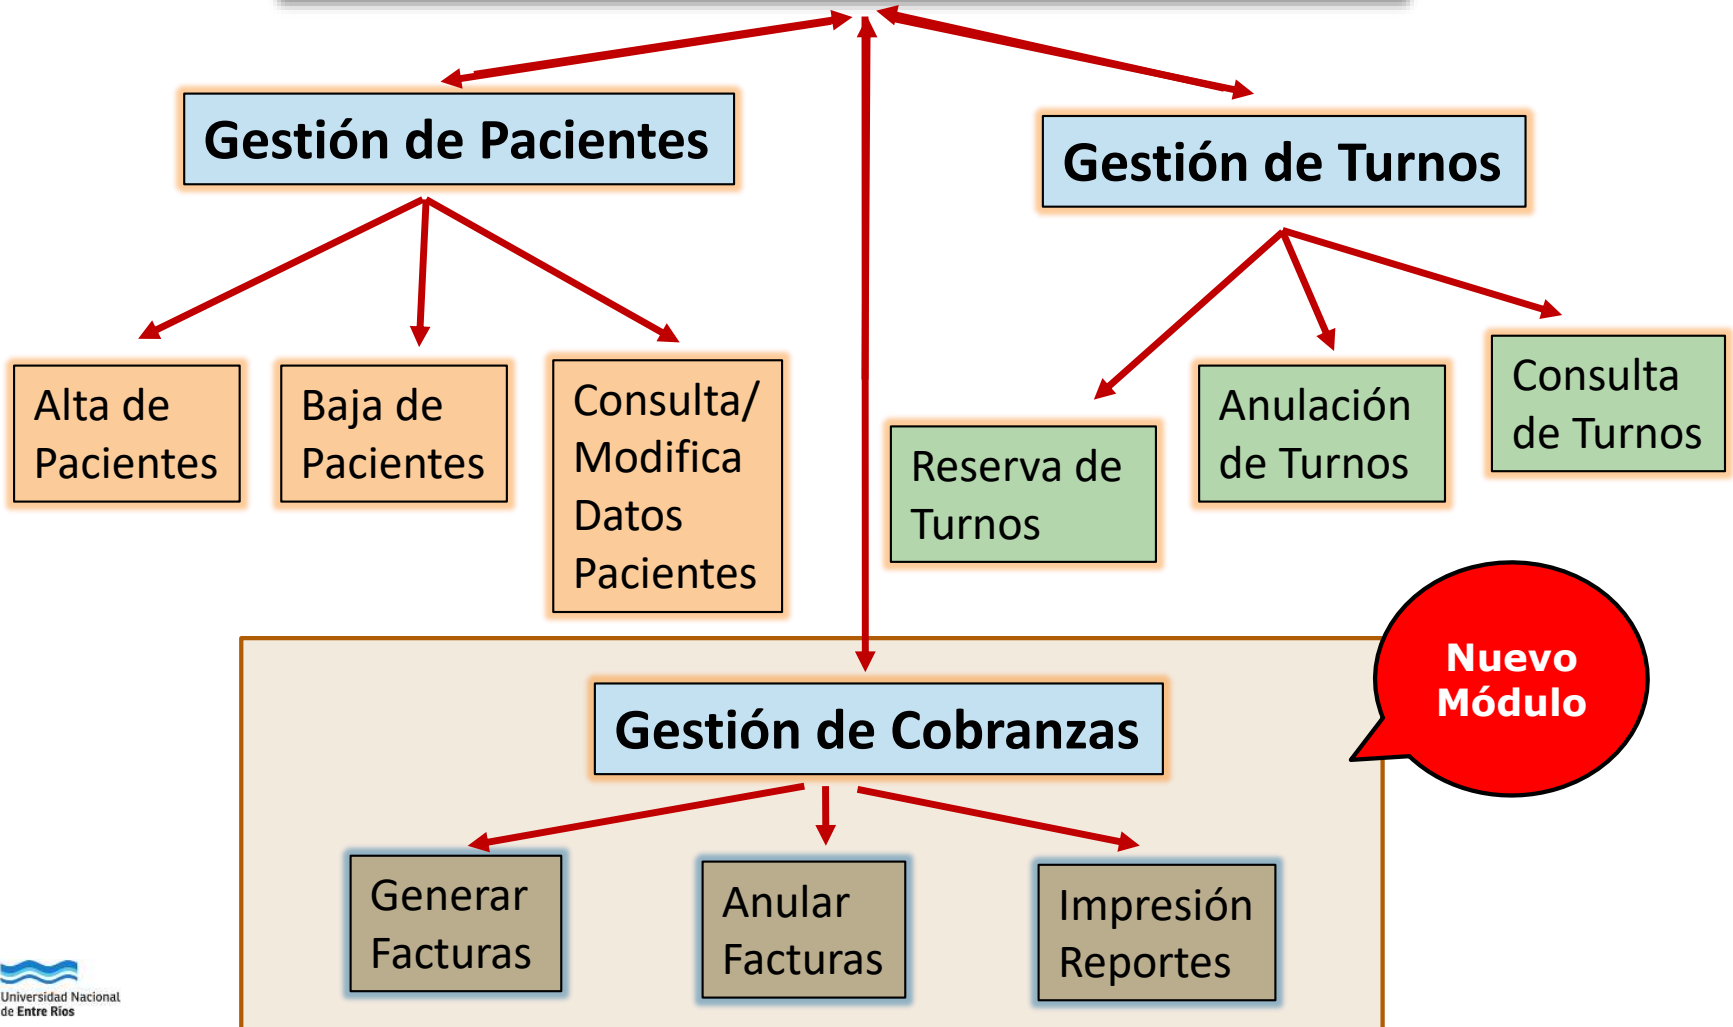 Gestión de Pacientes
Gestión de Turnos
Alta de
Pacientes
Baja de
Pacientes
Consulta/
Modifica
Datos
Pacientes
Reserva de
Turnos
Anulación
de Turnos
Consulta
de Turnos
Nuevo
Módulo
Gestión de Cobranzas
Generar
Facturas
Anular
Facturas
Impresión
Reportes
Universidad Nacional
de Entre Ríos